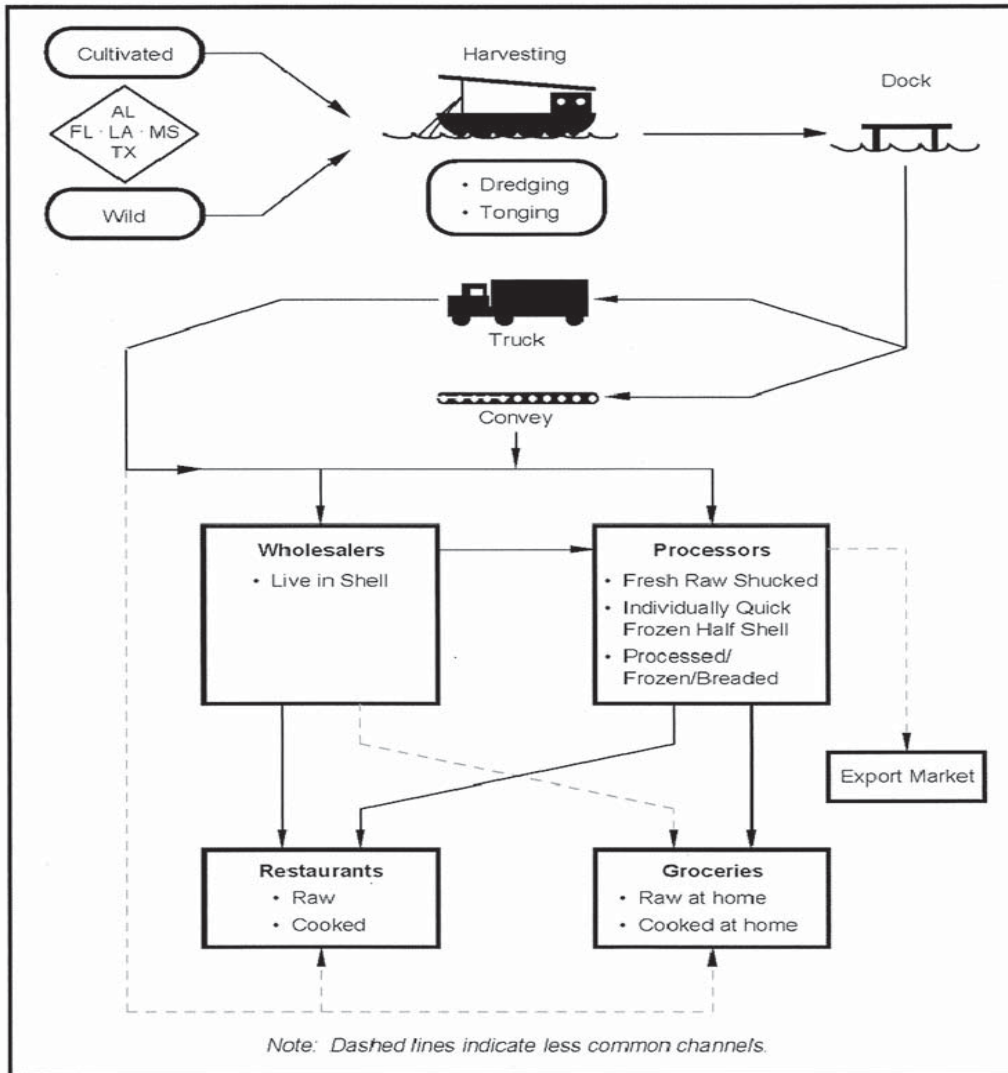 Cultivated
AL
FL · LA · MS
TX
Wild
Harvesting
• Dredging
• Tonging
Dock
Truck
Convey
Wholesalers
• Live in Shell
Processors
• Fresh Raw Shucked
• Individually Quick
Frozen Half Shell
• Processed/
Frozen/Breaded
Export Market
Restaurants
• Raw
• Cooked
Groceries
• Raw at home
• Cooked at home
Note: Dashed lines indicate less common channels.